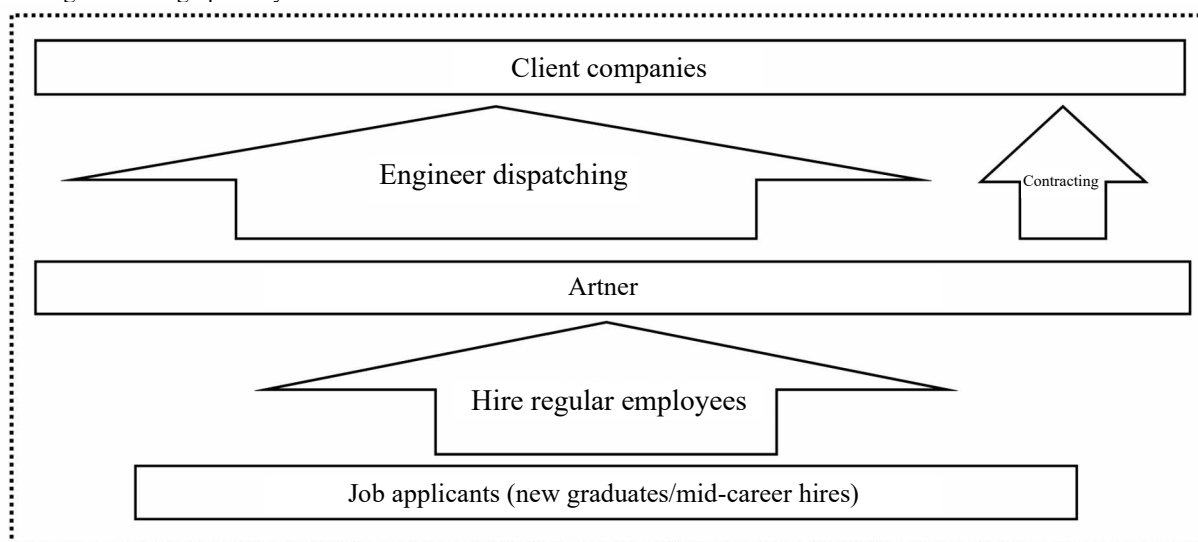 Client companies
Engineer dispatching
Contracting
Artner
Hire regular employees
Job applicants (new graduates/mid-career hires)